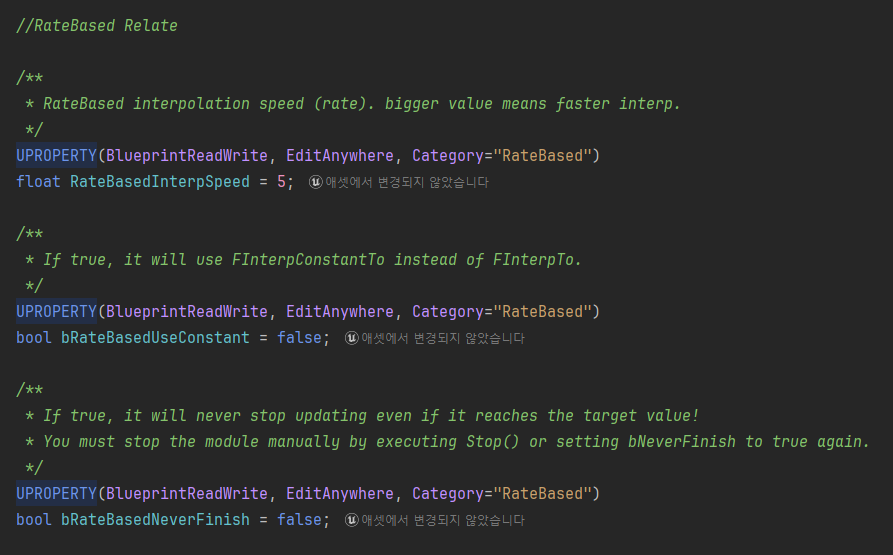 //RateBased Relate
/**
* RateBased interpolation speed (rate). bigger value means faster interp.
*/
UPROPERTY(BlueprintReadWrite, EditAnywhere, Category="RateBased")
float RateBasedInterpSpeed = 5; 애셋에서 변경되지 않았습니다
/**
* If true, it will use FInterpConstantTo instead of FInterpTo.
*/
UPROPERTY(BlueprintReadWrite, EditAnywhere, Category="RateBased")
bool bRateBasedUseConstant = false; 애셋에서 변경되지 않았습니다
/**
* If true, it will never stop updating even if it reaches the target value!
* You must stop the module manually by executing Stop() or setting bNeverFinish to true again.
*/
UPROPERTY(BlueprintReadWrite, EditAnywhere, Category="RateBased")
bool bRateBasedNeverFinish = false; 애셋에서 변경되지 않았습니다